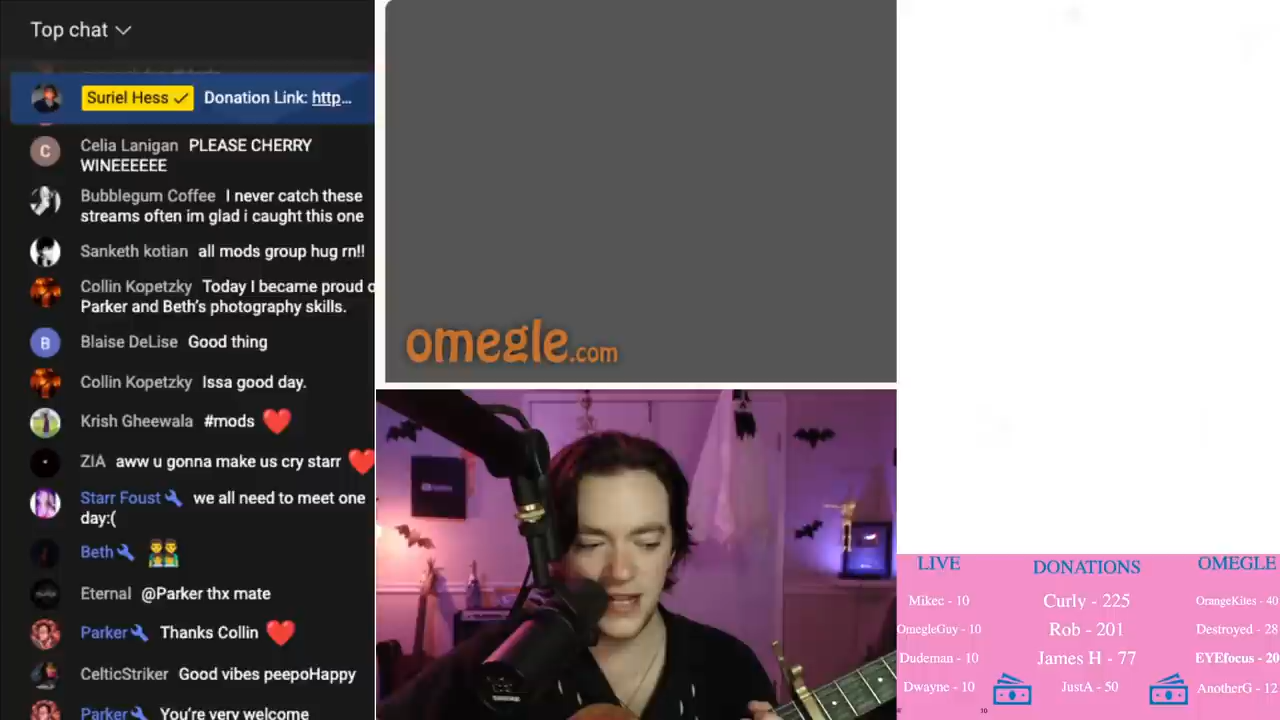 Top chat
Suriel Hess Donation Link: http...
Celia Lanigan PLEASE CHERRY
WINEEEEEE
Bubblegum Coffee I never catch these
streams often im glad i caught this one
Sanketh kotian all mods group hug rn!!
Collin Kopetzky Today I became proud o
Parker and Beth's photography skills.
Blaise DeLise Good thing
Collin Kopetzky Issa good day.
Krish Gheewala #mods ❤️
ZIA aww u gonna make us cry starr ❤️
Starr Foust we all need to meet one
day:(
Beth
Eternal @Parker thx mate
Parker Thanks Collin ❤️
CelticStriker Good vibes peepoHappy
Parker You're very welcome
omegle.com
LIVE
Mikec - 10
OmegleGuy - 10
Dudeman - 10
Dwayne - 10
DONATIONS
Curly - 225
Rob - 201
James H - 77
JustA - 50
OMEGLE
OrangeKites - 40
Destroyed - 28
EYEfocus - 20
AnotherG - 12